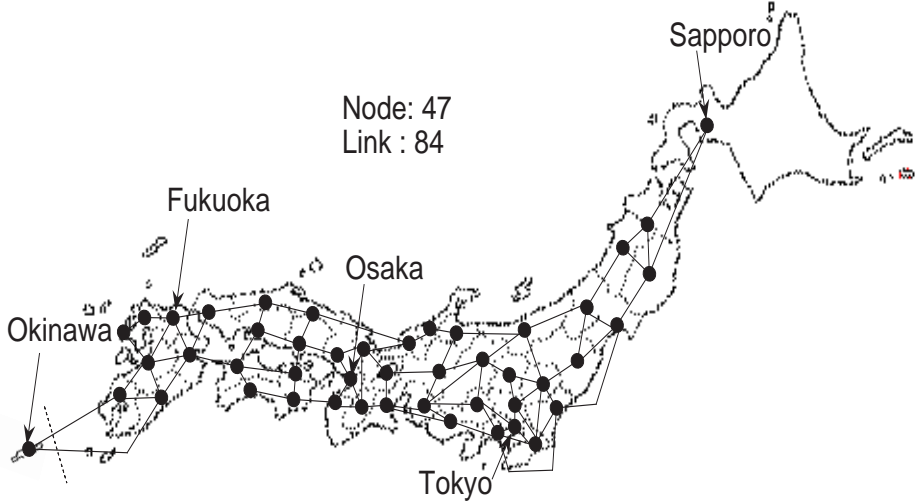 Sapporo
Node: 47
Link : 84
Fukuoka
Osaka
Okinawa
Tokyo